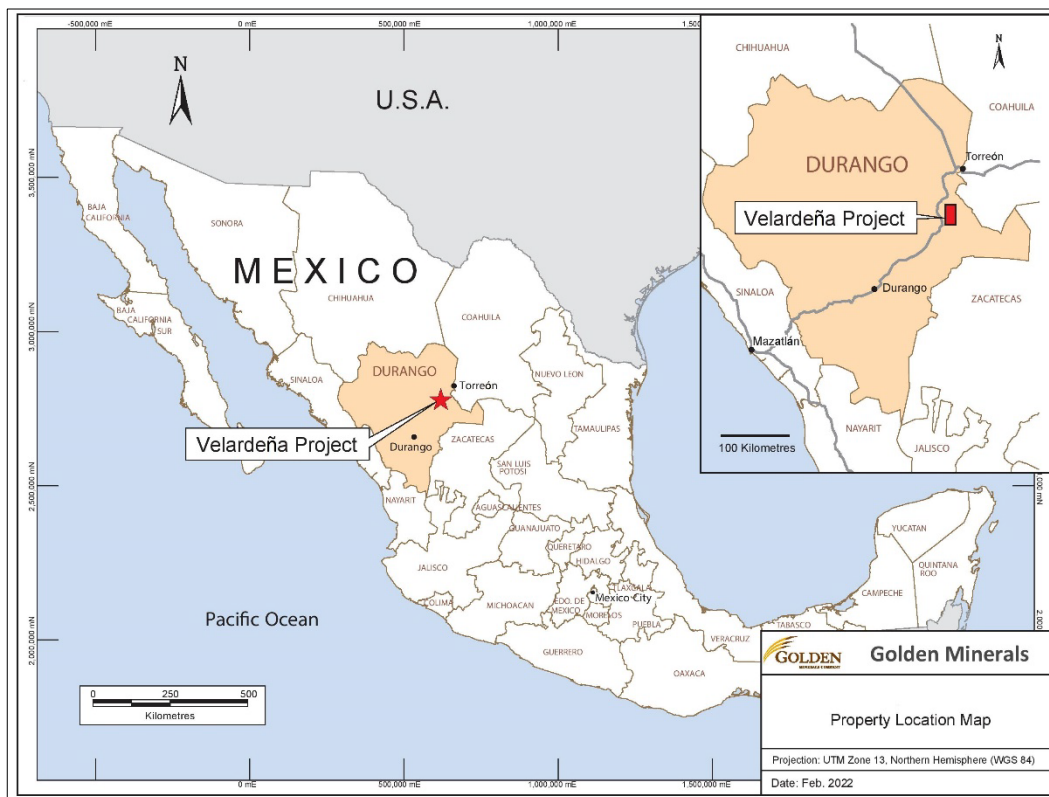 -500,000 mE
0 mE
500,000 mE
1,000,000 mE
N
U.S.A.
3,500,000 mN
3,000,000 mN
2,500,000 mN
2,000,000 mN
BAJA
CALIFORNIA
SONORA
MEXICO
CHIHUAHUA
COAHUILA
BAJA
CALIFORNIA
SUR
SINALOA
DURANGO
Torreón
NUEVO LEON
Velardeña Project
Durango
ZACATECAS
TAMAULIPAS
SAN LUIS
POTOSI
NAYARIT
AGUASCALIENTES
GUANAJUATO
QUERETARO
HIDALGO
JALISCO
TLAXCALA
Mexico City
COLIMA
MICHOACAN
EDO. DE
MEXICO
MORELOS
PUEBLA
VERACRUZ
GUERRERO
OAXACA
TABASCO
CAMPECHE
YUCATAN
QUINTANA
ROO
Pacific Ocean
0 250 500
Kilometres
-500,000 mE
0 mE
500,000 mE
1,000,000 mE
N
CHIHUAHUA
COAHUILA
DURANGO
Torreón
Velardeña Project
SINALOA
Durango
ZACATECAS
Mazatlán
NAYARIT
JALISCO
100 Kilometres
GOLDEN
MINERALS COMPANY
Golden Minerals
Property Location Map
Projection: UTM Zone 13, Northern Hemisphere (WGS 84)
Date: Feb. 2022